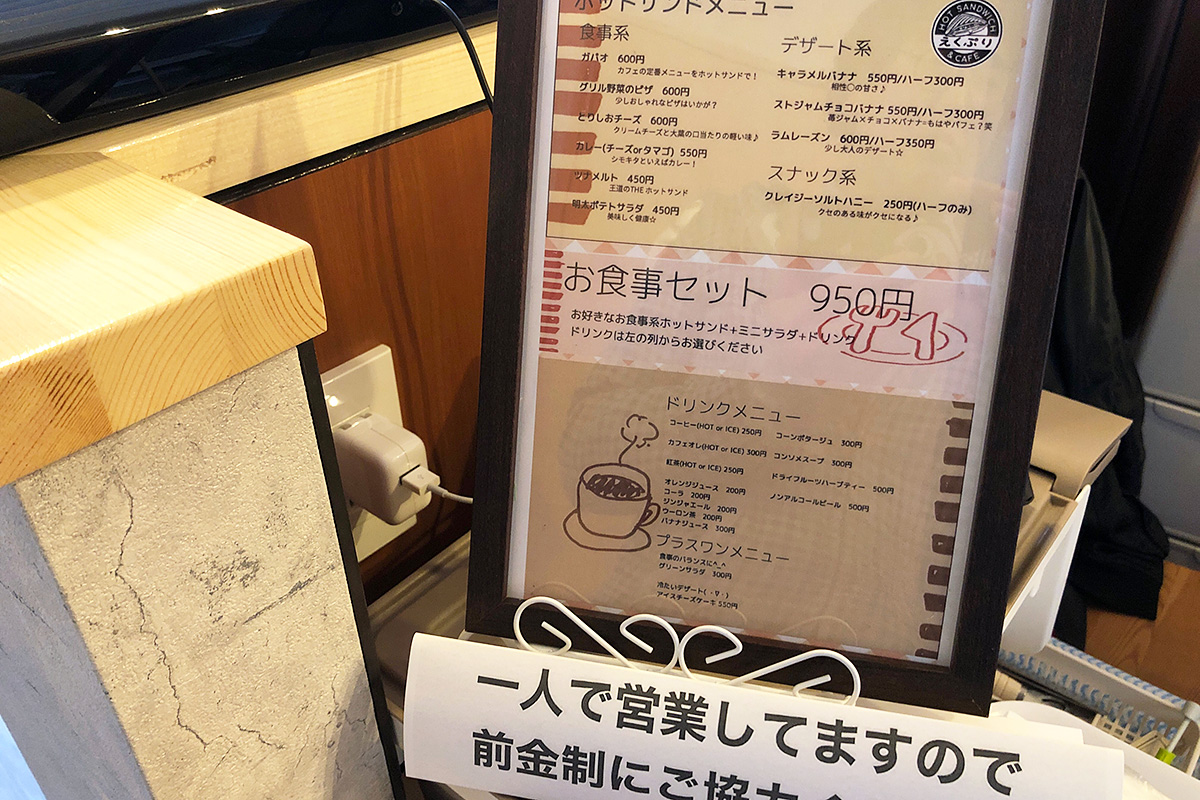 ホットサンドメニュー
食事系
ガパオ 600円
カフェの定番メニューをホットサンドで！
グリル野菜のピザ 600円
少しおしゃれなピザはいかが？
とりしおチーズ 600円
クリームチーズと大葉の口当たりの軽い味♪
カレー(チーズorタマゴ) 550円
シモキタといえばカレー！
ツナメルト 450円
王道のTHE ホットサンド
明太ポテトサラダ 450円
美味しく健康☆
HOT SANDWICH
えくぷり
& CAFE
デザート系
キャラメルバナナ 550円/ハーフ300円
相性◯の甘さ♪
ストジャムチョコバナナ 550円/ハーフ300円
苺ジャム×チョコ×バナナ=もはやパフェ？笑
ラムレーズン 600円/ハーフ350円
少し大人のデザート☆
スナック系
クレイジーソルトハニー 250円(ハーフのみ)
クセのある味がクセになる♪
お食事セット 950円
お好きなお食事系ホットサンド+ミニサラダ+ドリンク
ドリンクは左の列からお選びください
ドリンクメニュー
コーヒー(HOT or ICE) 250円
カフェオレ(HOT or ICE) 300円
紅茶(HOT or ICE) 250円
オレンジジュース 200円
コーラ 200円
ジンジャエール 200円
ウーロン茶 200円
バナナジュース 300円
コーンポタージュ 300円
コンソメスープ 300円
ドライフルーツハーブティー 500円
ノンアルコールビール 500円
プラスワンメニュー
食事のバランスに^_^
グリーンサラダ 300円
冷たいデザート(・∇・)
アイスチーズケーキ 550円
一人で営業してますので
前金制にご協力